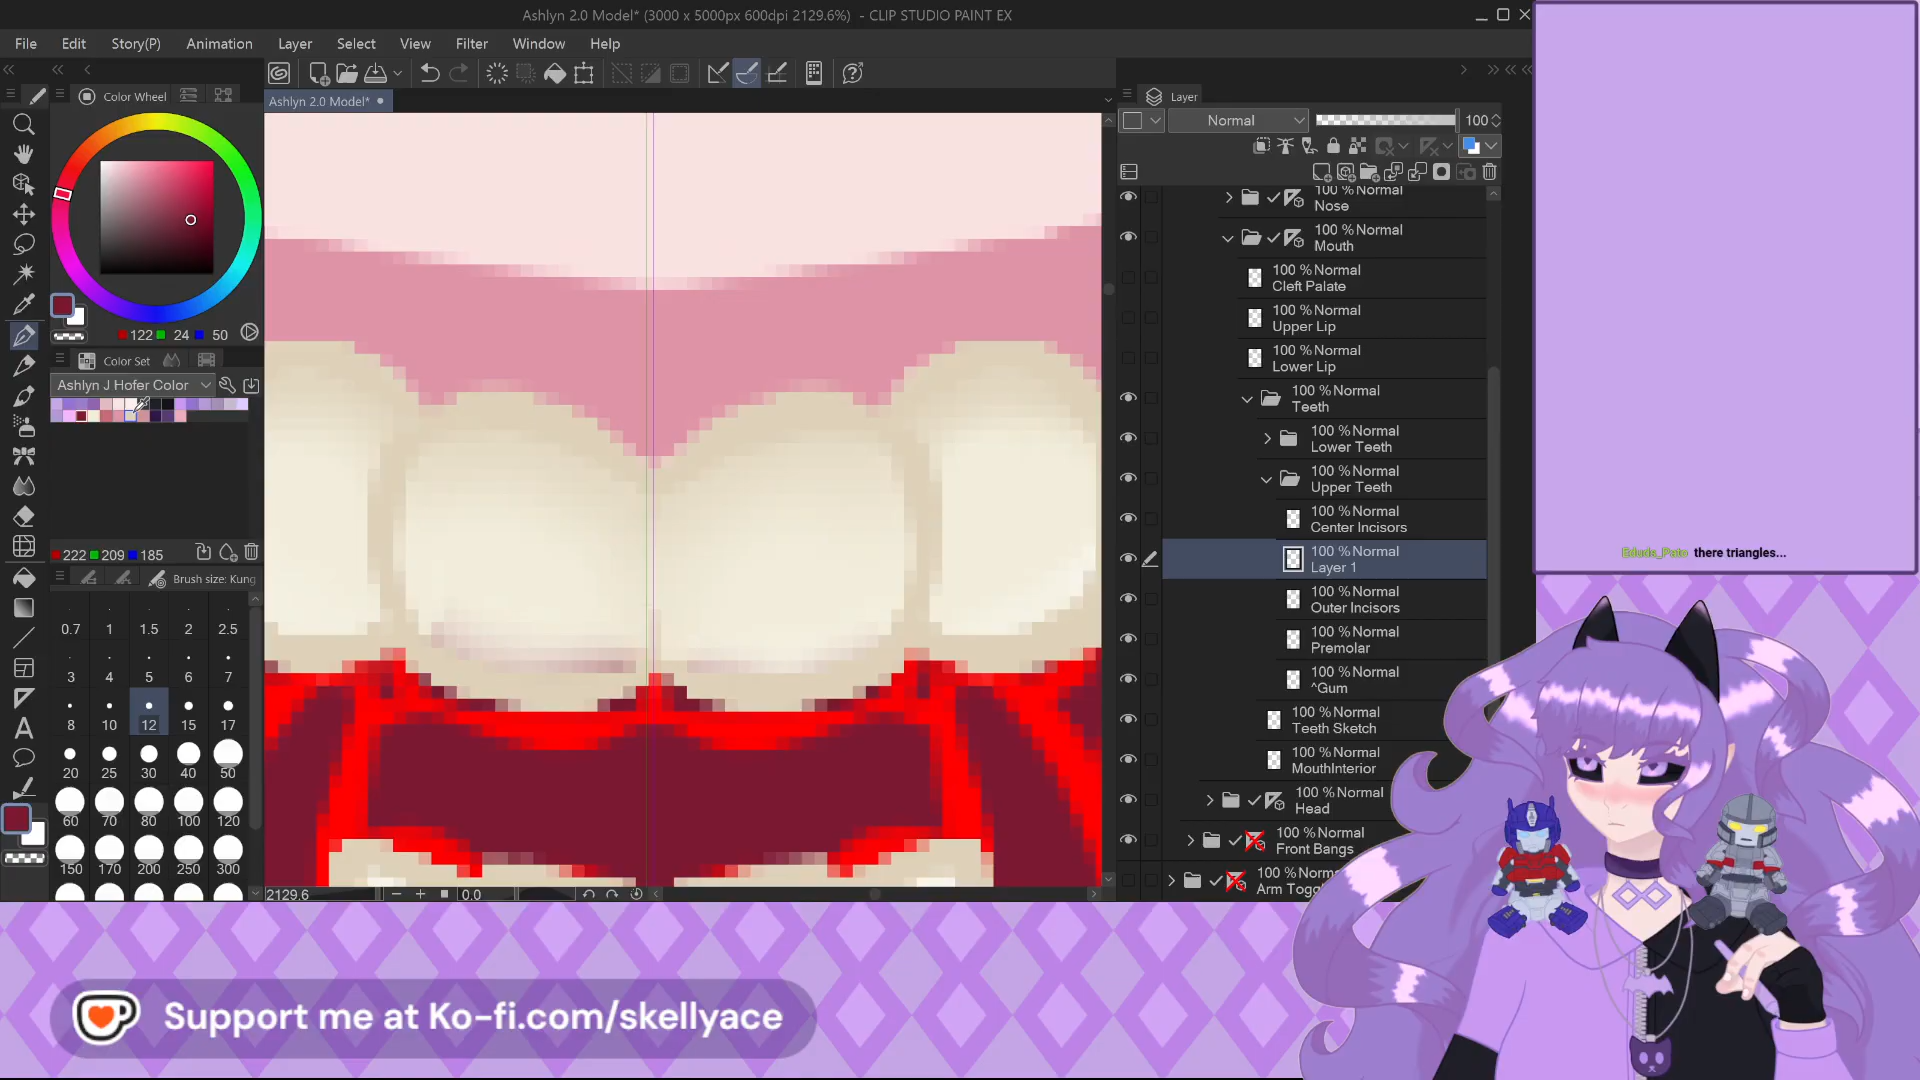 Ashlyn 2.0 Model* (3000 x 5000px 600dpi 2129.6%) - CLIP STUDIO PAINT EX
File Edit Story(P) Animation Layer Select View Filter Window Help
Color Wheel
Ashlyn 2.0 Model*
Layer
Normal 100
100 % Normal
Nose
100 % Normal
Mouth
100 % Normal
Cleft Palate
100 % Normal
Upper Lip
100 % Normal
Lower Lip
100 % Normal
Teeth
100 % Normal
Lower Teeth
100 % Normal
Upper Teeth
100 % Normal
Center Incisors
100 % Normal
Layer 1
100 % Normal
Outer Incisors
100 % Normal
Premolar
100 % Normal
^Gum
100 % Normal
Teeth Sketch
100 % Normal
MouthInterior
100 % Normal
Head
100 % Normal
Front Bangs
100 % Norm
Arm Togg
122 24 50
Color Set
Ashlyn J Hofer Color
222 209 185
Brush size: Kung
0.7 1 1.5 2 2.5
3 4 5 6 7
8 10 12 15 17
20 25 30 40 50
60 70 80 100 120
150 170 200 250 300
2129.6 0.0
Eduda_Pato there triangles...
Support me at Ko-fi.com/skellyace